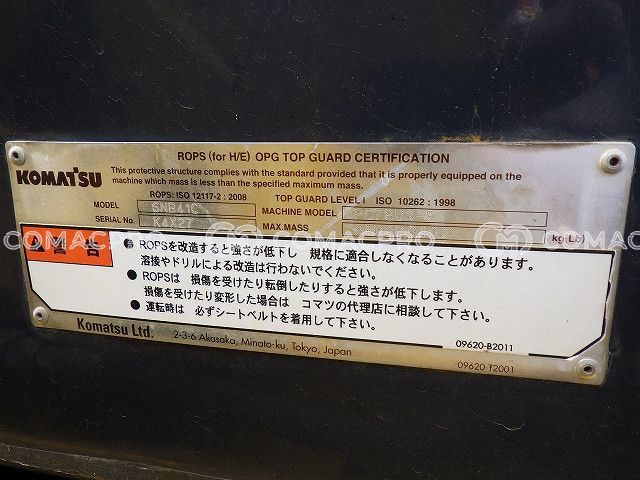 ROPS (for H/E) OPG TOP GUARD CERTIFICATION
KOMATSU
This protective structure complies with the standard provided that it is properly equipped on the
machine which mass is less than the specified maximum mass.
ROPS: ISO 12117-2 : 2008 TOP GUARD LEVEL I ISO 10262 : 1998
MODEL MACHINE MODEL
SERIAL No. MAX.MASS
kg(Lb)
COMACPRO COMACPRO COMACPRO
警告
● ROPSを改造すると強さが低下し 規格に適合しなくなることがあります。
溶接やドリルによる改造は行わないでください。
● ROPSは 損傷を受けたり転倒したりすると強さが低下します。
損傷を受けたり変形した場合は コマツの代理店に相談して下さい。
● 運転時は 必ずシートベルトを着用して下さい。
09620-B2011
Komatsu Ltd. 2-3-6 Akasaka, Minato-ku, Tokyo, Japan
09620-T2001